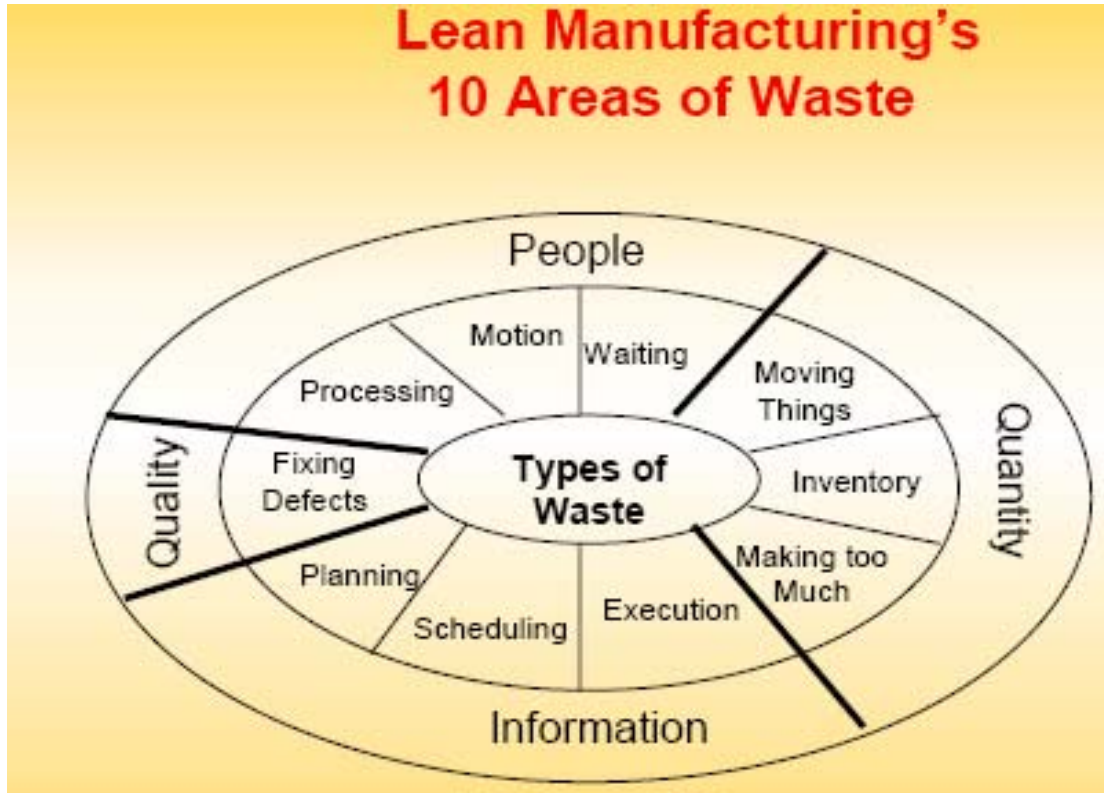 Lean Manufacturing's
10 Areas of Waste
People
Motion
Waiting
Processing
Moving
Things
Quality
Fixing
Defects
Types of
Waste
Inventory
Quantity
Planning
Scheduling
Execution
Making too
Much
Information